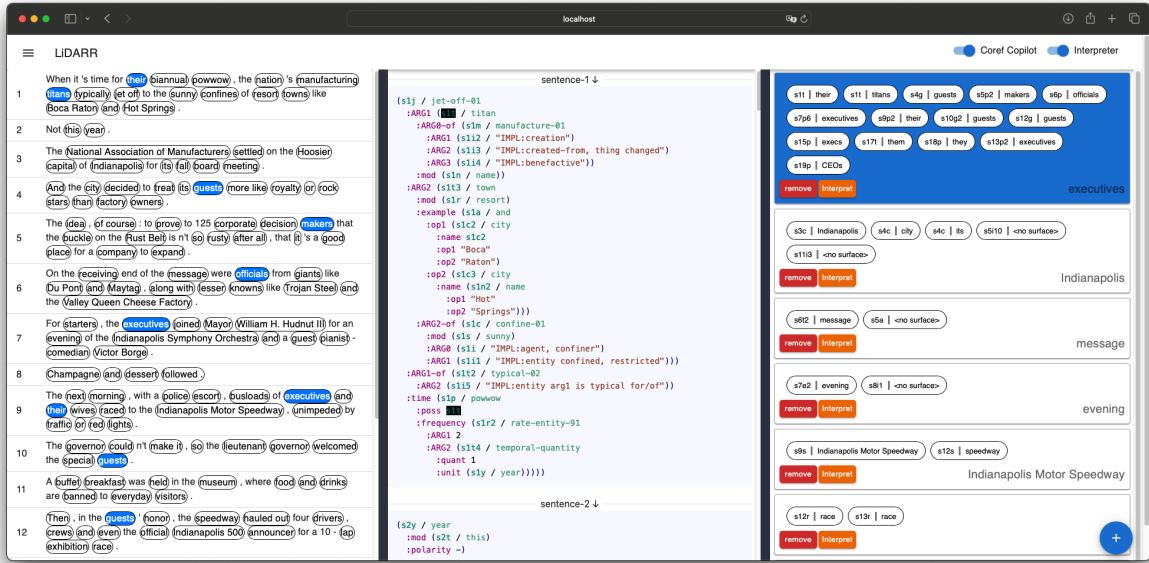 localhost
LiDARR
Coref Copilot
Interpreter
1
When it 's time for their biannual powwow , the nation 's manufacturing
titans typically jet off to the sunny confines of resort towns like
Boca Raton and Hot Springs .
2
Not this year .
3
The National Association of Manufacturers settled on the Hoosier
capital of Indianapolis for its fall board meeting .
4
And the city decided to treat its guests more like royalty or rock
stars than factory owners .
5
The idea , of course : to prove to 125 corporate decision makers that
the buckle on the Rust Belt is n't so rusty after all , that it 's a good
place for a company to expand .
6
On the receiving end of the message were officials from giants like
Du Pont and Maytag , along with lesser knowns like Trojan Steel and
the Valley Queen Cheese Factory .
7
For starters , the executives joined Mayor William H. Hudnut III for an
evening of the Indianapolis Symphony Orchestra and a guest pianist -
comedian Victor Borge .
8
Champagne and dessert followed .
9
The next morning , with a police escort , busloads of executives and
their wives raced to the Indianapolis Motor Speedway , unimpeded by
traffic or red lights .
10
The governor could n't make it , so the lieutenant governor welcomed
the special guests .
11
A buffet breakfast was held in the museum , where food and drinks
are banned to everyday visitors .
12
Then , in the guests ' honor , the speedway hauled out four drivers ,
crews and even the official Indianapolis 500 announcer for a 10 - lap
exhibition race .
sentence-1 ↓
(s1j / jet-off-01
:ARG1 (s1t / titan
:ARG0-of (s1m / manufacture-01
:ARG1 (s1i2 / "IMPL:creation")
:ARG2 (s1i3 / "IMPL:created-from, thing changed")
:ARG3 (s1i4 / "IMPL:benefactive"))
:mod (s1n / name))
:ARG2 (s1t3 / town
:mod (s1r / resort)
:example (s1a / and
:op1 (s1c2 / city
:name s1c2
:op1 "Boca"
:op2 "Raton")
:op2 (s1c3 / city
:name (s1n2 / name
:op1 "Hot"
:op2 "Springs")))
:ARG2-of (s1c / confine-01
:mod (s1s / sunny)
:ARG0 (s1i / "IMPL:agent, confiner")
:ARG1 (s1i1 / "IMPL:entity confined, restricted")))
:ARG1-of (s1t2 / typical-02
:ARG2 (s1i5 / "IMPL:entity arg1 is typical for/of"))
:time (s1p / powwow
:poss s1t
:frequency (s1r2 / rate-entity-91
:ARG1 2
:ARG2 (s1t4 / temporal-quantity
:quant 1
:unit (s1y / year)))))
sentence-2 ↓
(s2y / year
:mod (s2t / this)
:polarity -)
s1t | their
s1t | titans
s4g | guests
s5p2 | makers
s6p | officials
s7p6 | executives
s9p2 | their
s10g2 | guests
s12g | guests
s15p | execs
s17t | them
s18p | they
s13p2 | executives
s19p | CEOs
remove
Interpret
executives
s3c | Indianapolis
s4c | city
s4c | its
s5i10 | <no surface>
s11i3 | <no surface>
remove
Interpret
Indianapolis
s6t2 | message
s5a | <no surface>
remove
Interpret
message
s7e2 | evening
s8i1 | <no surface>
remove
Interpret
evening
s9s | Indianapolis Motor Speedway
s12s | speedway
remove
Interpret
Indianapolis Motor Speedway
s12r | race
s13r | race
remove
Interpret
+